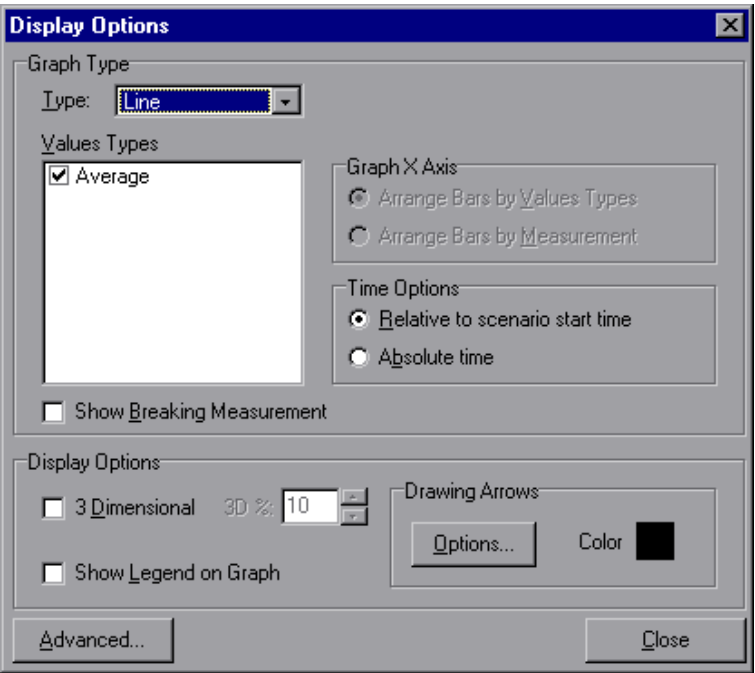 Display Options
Graph Type
Type: Line
Values Types
Average
Graph X Axis
Arrange Bars by Values Types
Arrange Bars by Measurement
Time Options
Relative to scenario start time
Absolute time
Show Breaking Measurement
Display Options
3 Dimensional 3D %: 10
Show Legend on Graph
Drawing Arrows
Options... Color
Advanced... Close